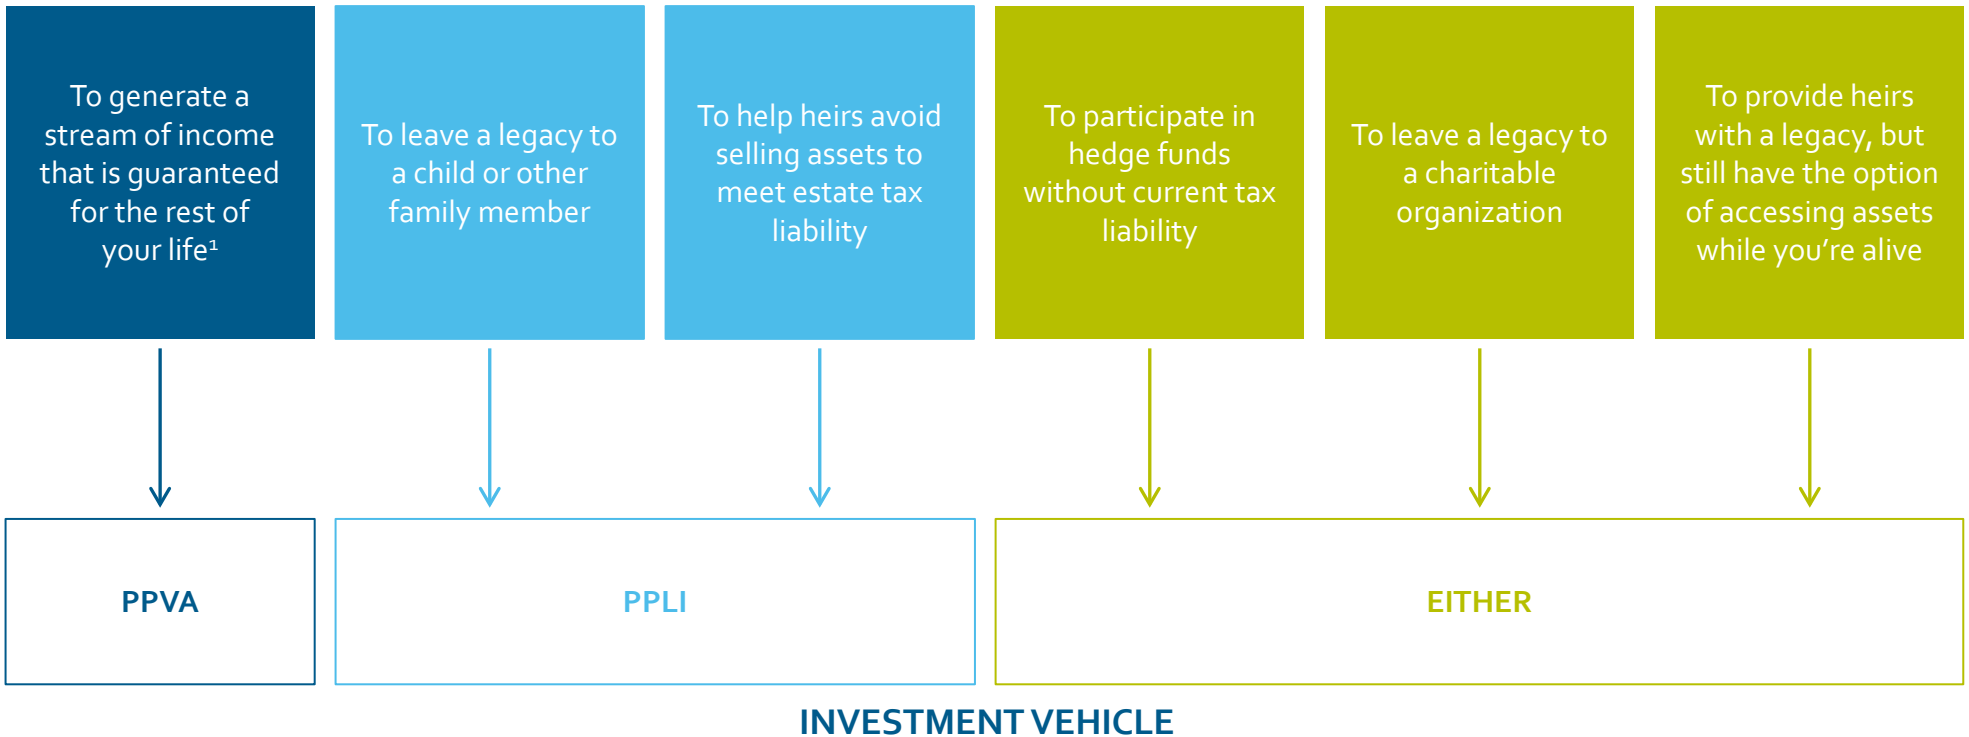 To generate a
stream of income
that is guaranteed
for the rest of
your life¹
To leave a legacy to
a child or other
family member
To help heirs avoid
selling assets to
meet estate tax
liability
To participate in
hedge funds
without current tax
liability
To leave a legacy to
a charitable
organization
To provide heirs
with a legacy, but
still have the option
of accessing assets
while you’re alive
PPVA
PPLI
EITHER
INVESTMENT VEHICLE